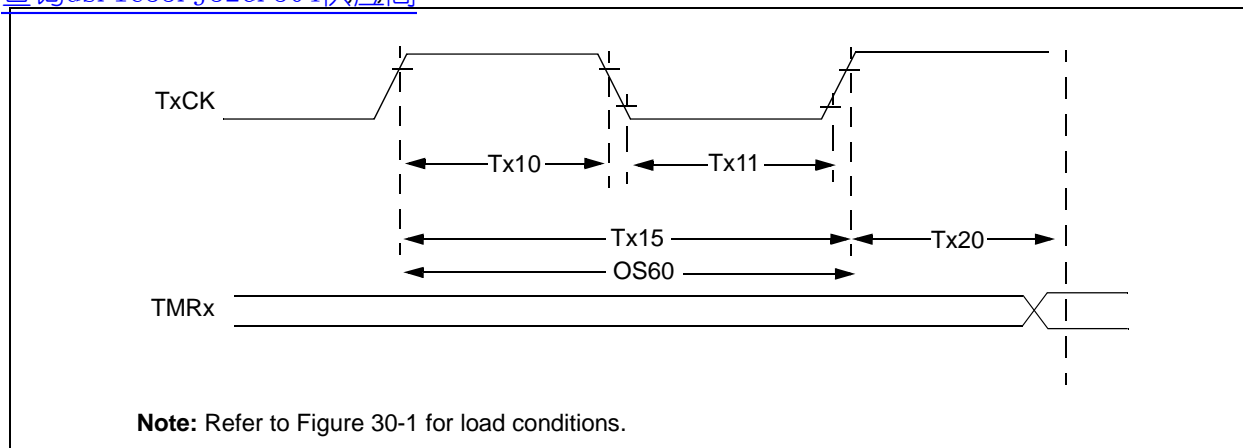 TxCK
Tx10
Tx11
Tx15
Tx20
OS60
TMRx
Note: Refer to Figure 30-1 for load conditions.